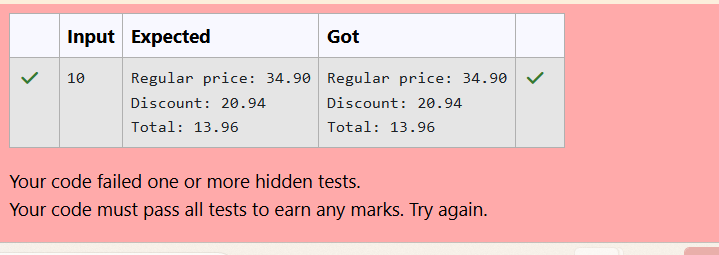 Input Expected Got
10 Regular price: 34.90 Regular price: 34.90
Discount: 20.94 Discount: 20.94
Total: 13.96 Total: 13.96
Your code failed one or more hidden tests.
Your code must pass all tests to earn any marks. Try again.